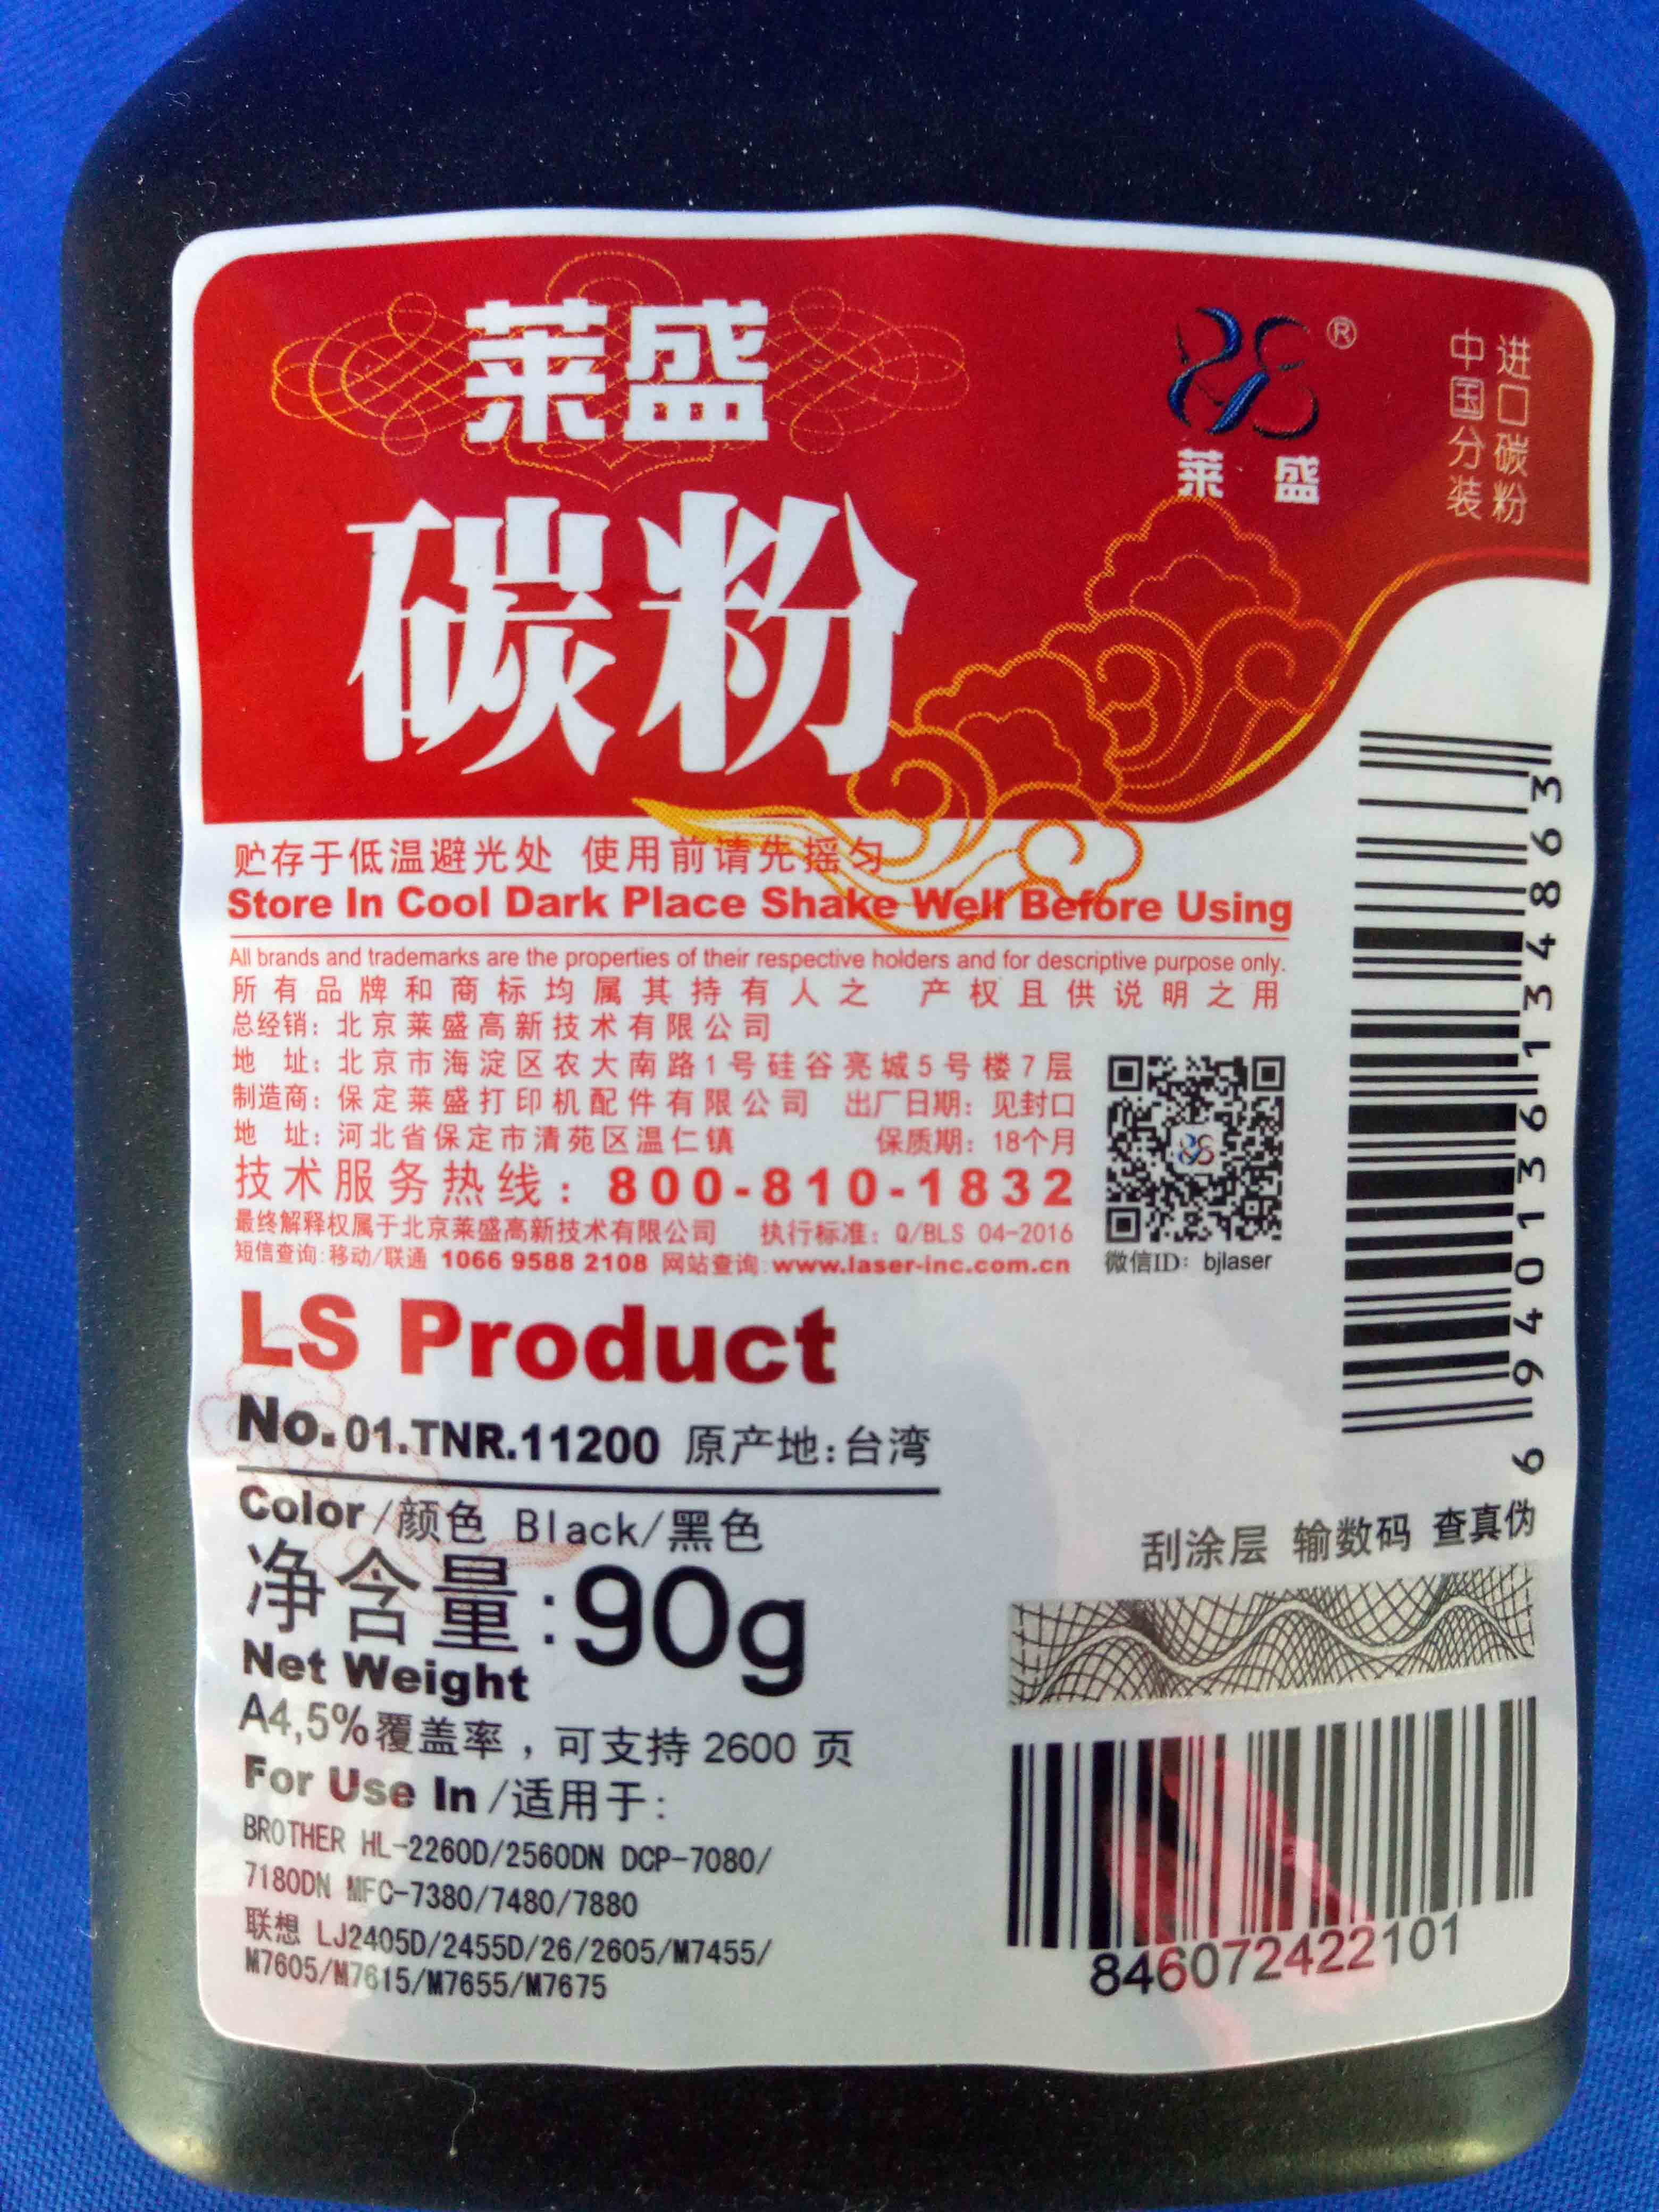 莱盛
碳粉
®
莱盛
进口碳粉
中国分装
贮存于低温避光处 使用前请先摇匀
Store In Cool Dark Place Shake Well Before Using
All brands and trademarks are the properties of their respective holders and for descriptive purpose only.
所有品牌和商标均属其持有人之 产权且供说明之用
总经销：北京莱盛高新技术有限公司
地 址：北京市海淀区农大南路1号硅谷亮城5号楼7层
制造商：保定莱盛打印机配件有限公司 出厂日期：见封口
地 址：河北省保定市清苑区温仁镇 保质期：18个月
技术服务热线：800-810-1832
最终解释权属于北京莱盛高新技术有限公司 执行标准：Q/BLS 04-2016
短信查询：移动/联通 1066 9588 2108 网站查询：www.laser-inc.com.cn
微信ID：bjlaser
6940136134863
LS Product
No.01.TNR.11200 原产地:台湾
Color/颜色 Black/黑色
净含量:90g
Net Weight
A4,5%覆盖率，可支持 2600 页
For Use In/适用于:
BROTHER HL-2260D/2560DN DCP-7080/
7180DN MFC-7380/7480/7880
联想 LJ2405D/2455D/26/2605/M7455/
M7605/M7615/M7655/M7675
刮涂层 输数码 查真伪
846072422101